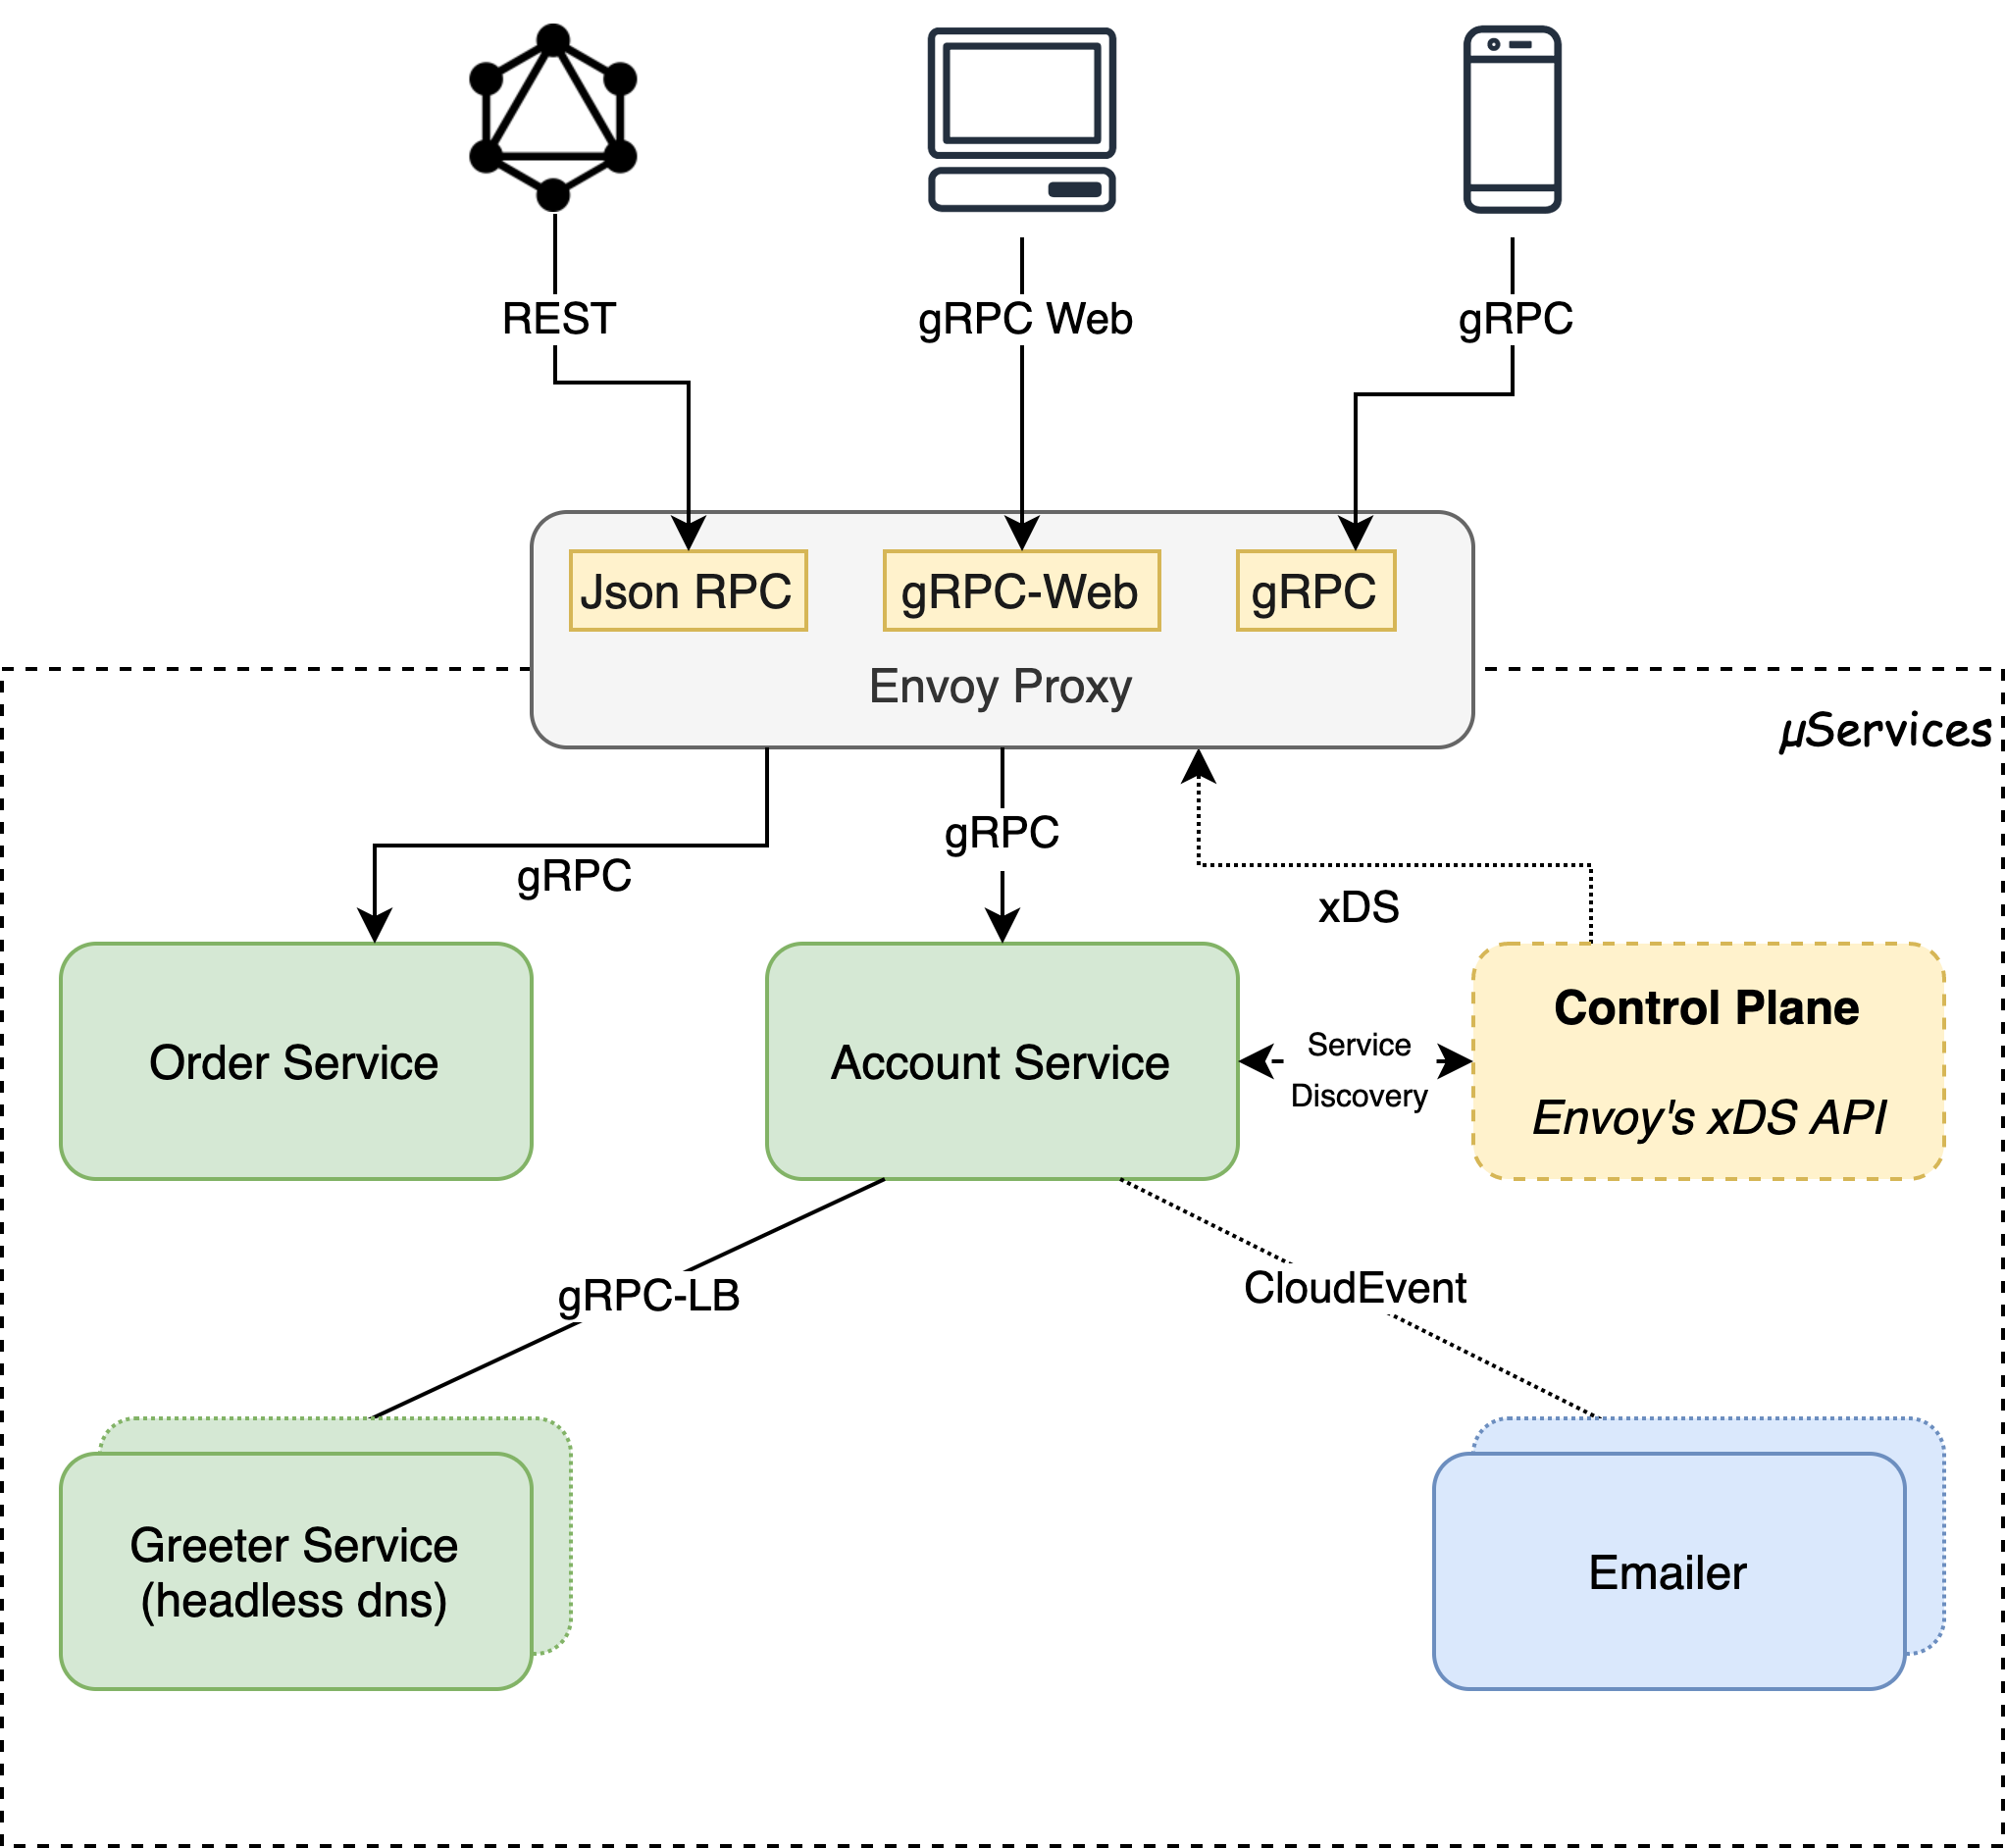 REST
gRPC Web
gRPC
Json RPC
gRPC-Web
gRPC
Envoy Proxy
µServices
gRPC
gRPC
xDS
Order Service
Account Service
Service
Discovery
Control Plane
Envoy's xDS API
gRPC-LB
CloudEvent
Greeter Service
(headless dns)
Emailer